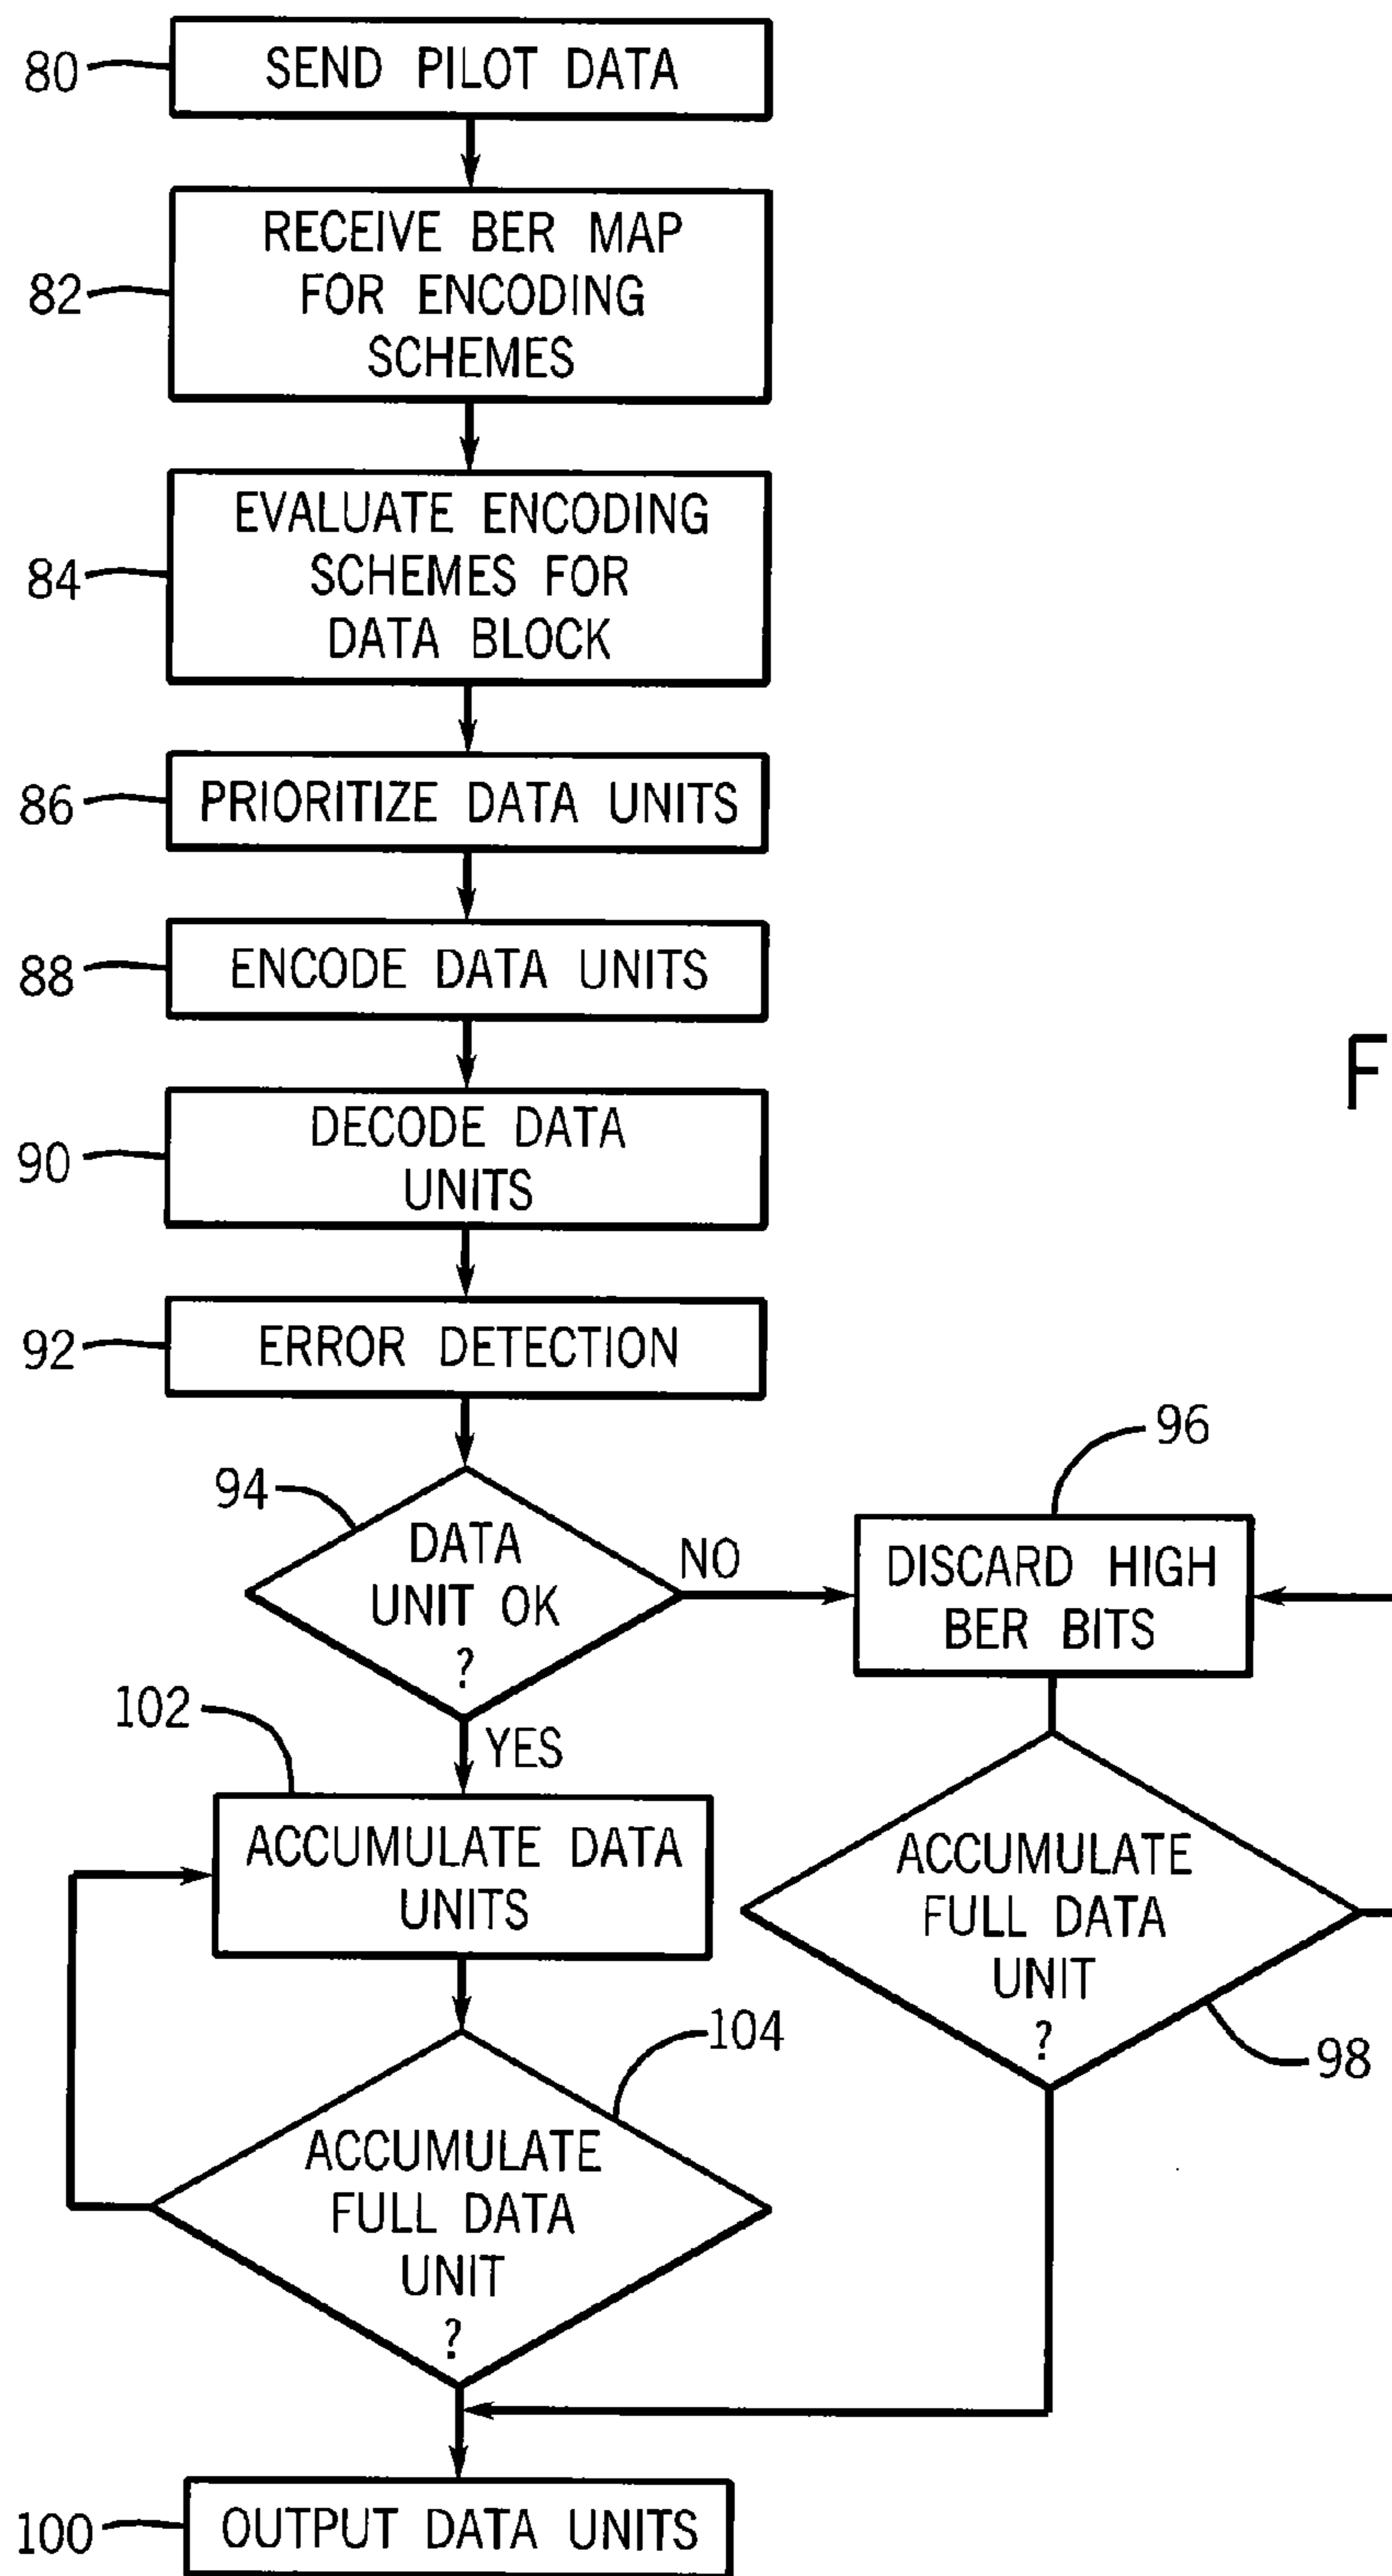 80
SEND PILOT DATA
82
RECEIVE BER MAP
FOR ENCODING
SCHEMES
84
EVALUATE ENCODING
SCHEMES FOR
DATA BLOCK
86
PRIORITIZE DATA UNITS
88
ENCODE DATA UNITS
F
90
DECODE DATA
UNITS
92
ERROR DETECTION
94
DATA
UNIT OK
?
NO
96
DISCARD HIGH
BER BITS
YES
102
ACCUMULATE DATA
UNITS
ACCUMULATE
FULL DATA
UNIT
?
98
104
ACCUMULATE
FULL DATA
UNIT
?
100
OUTPUT DATA UNITS